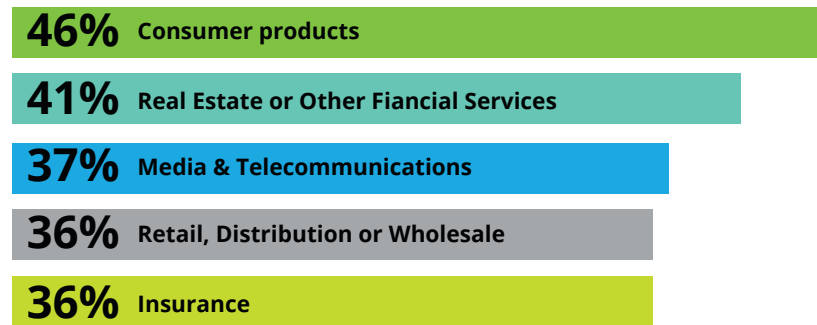 46% Consumer products
41% Real Estate or Other Fiancial Services
37% Media & Telecommunications
36% Retail, Distribution or Wholesale
36% Insurance